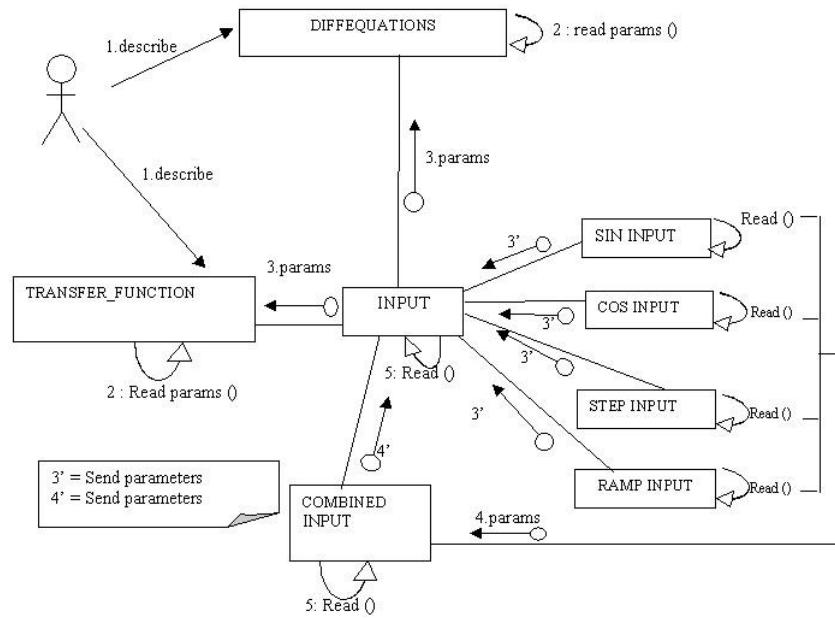 DIFFEQUATIONS
2 : read params ()
1.describe
3.params
1.describe
Read ()
SIN INPUT
3’
3.params
TRANSFER_FUNCTION
INPUT
COS INPUT
Read ()
3’
3’
5: Read ()
2 : Read params ()
STEP INPUT
Read ()
3’
4’
3’ = Send parameters
4’ = Send parameters
RAMP INPUT
Read ()
COMBINED
INPUT
4.params
5: Read ()